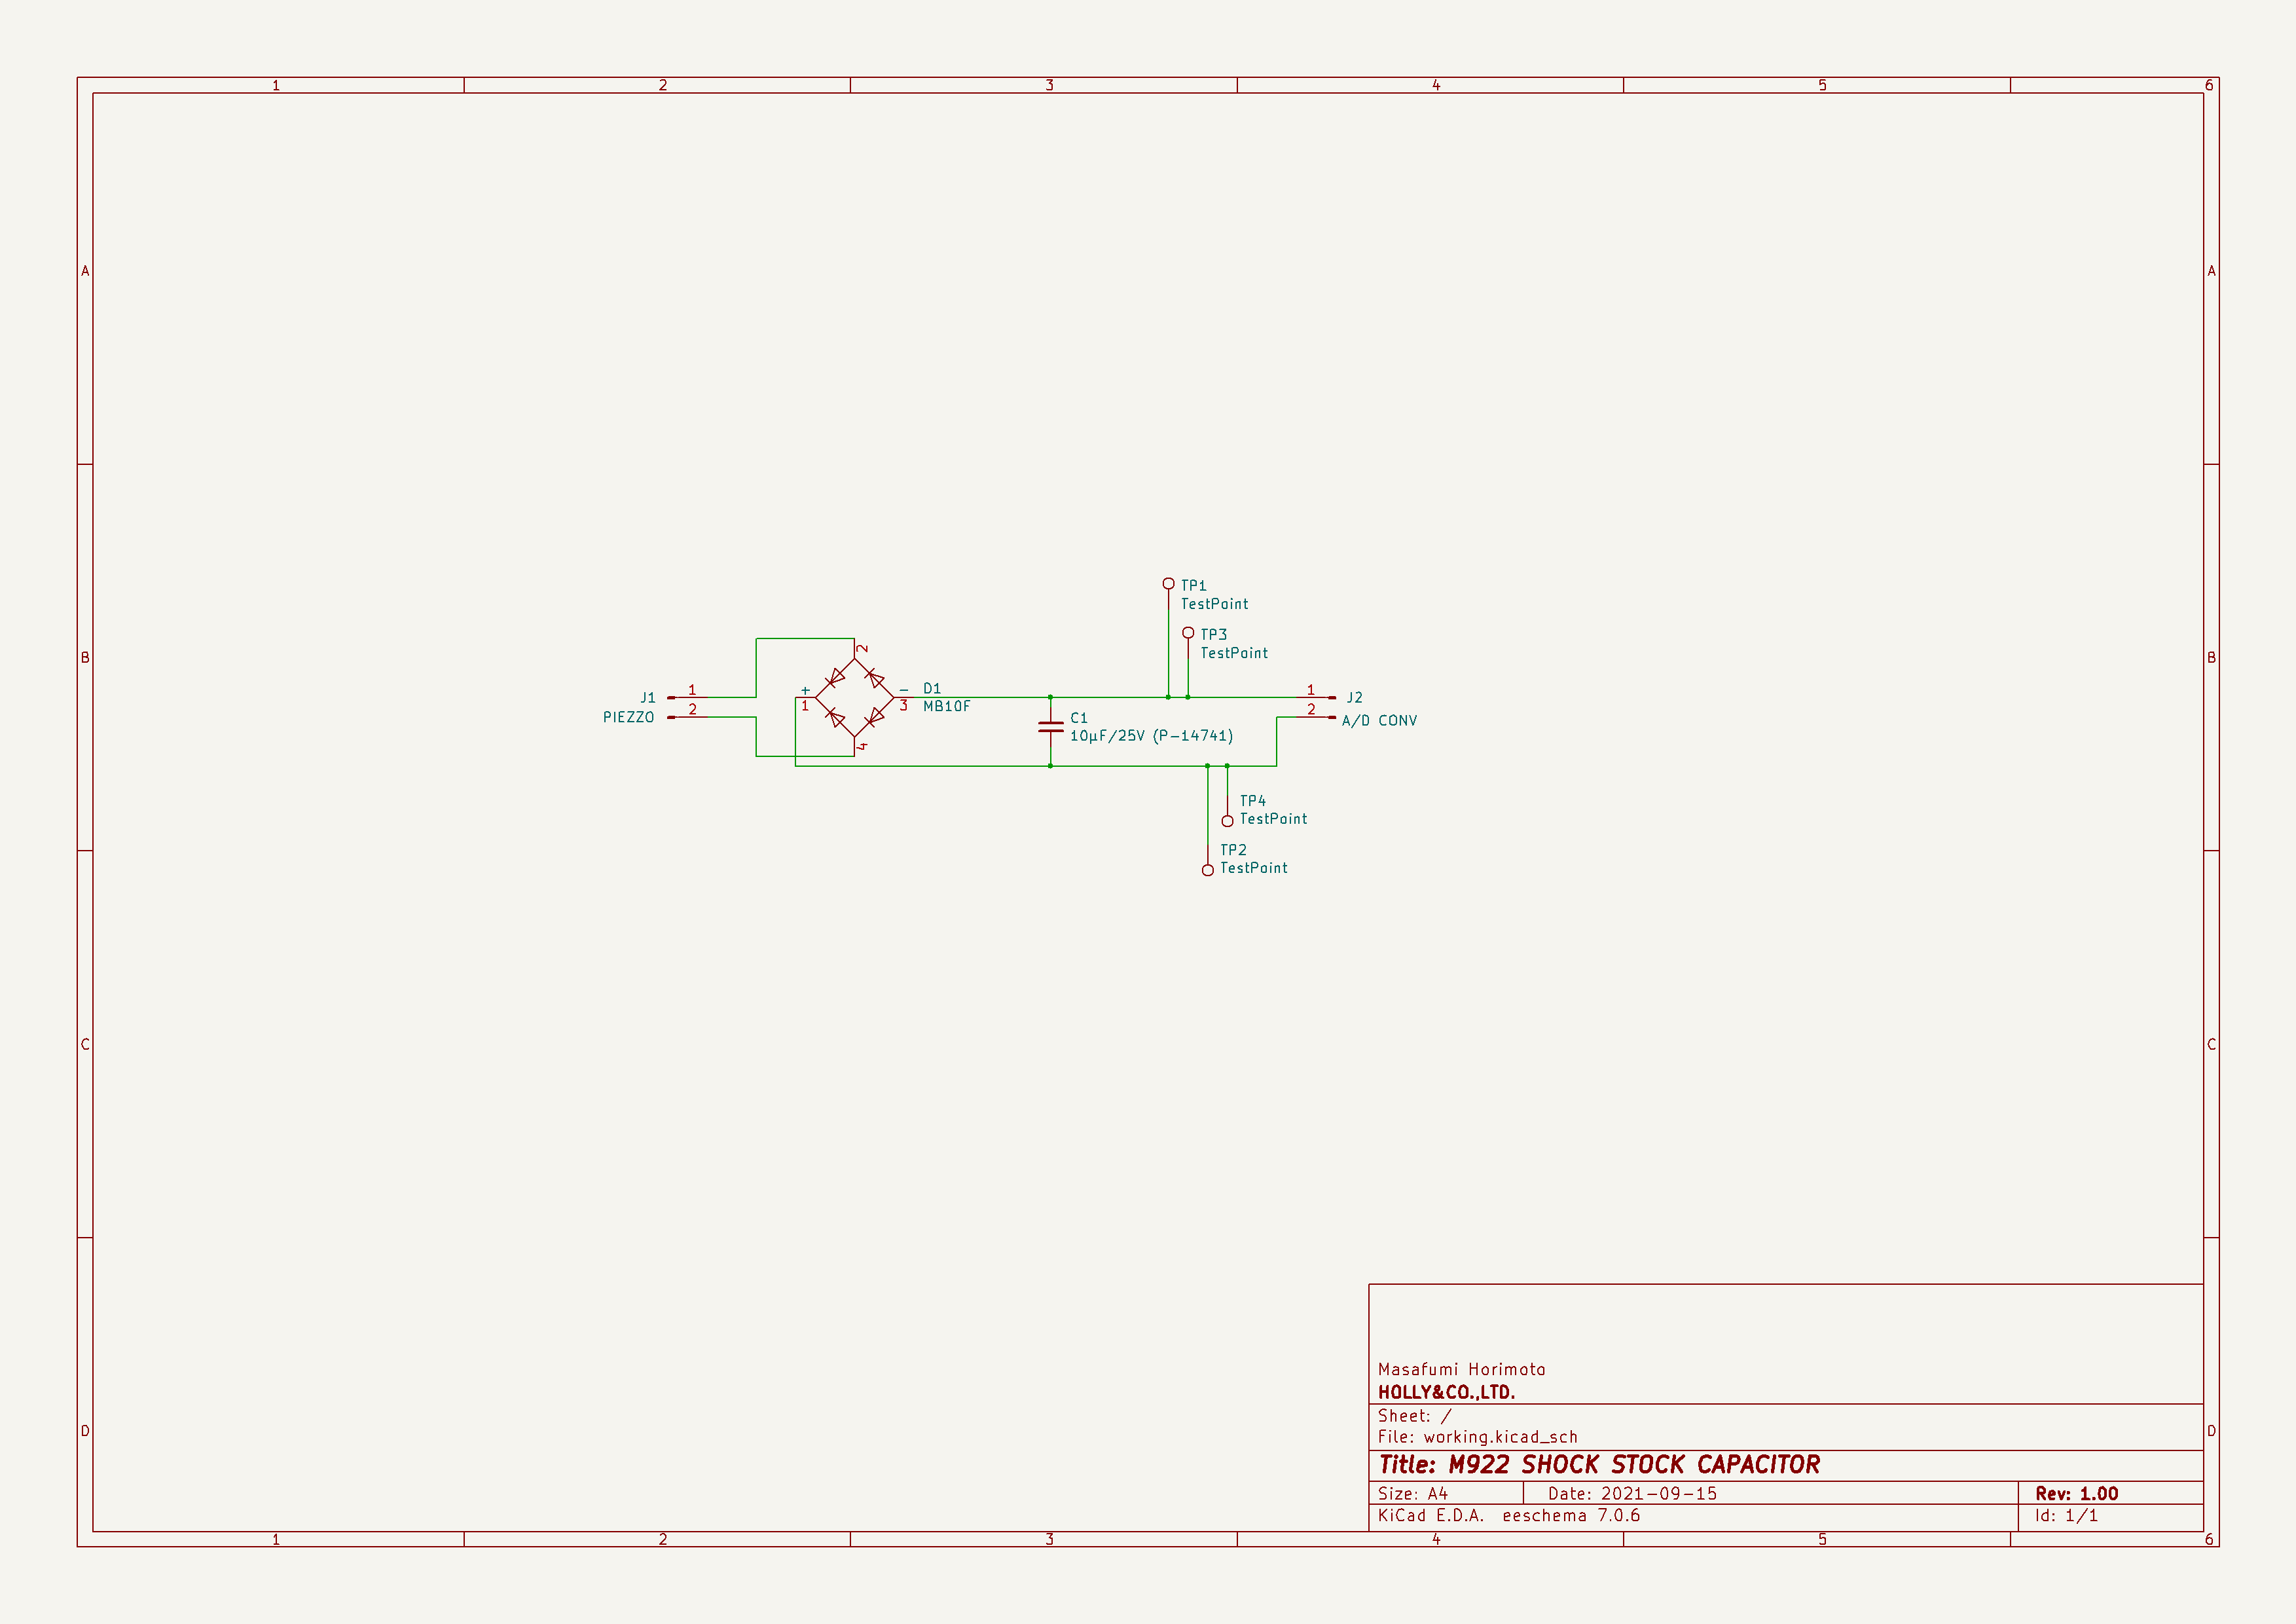 1 2 3 4 5 6
A A
TP1
TestPoint
TP3
TestPoint
B B
2
J1 1
PIEZZO 2
+
1
-
3
4
D1
MB10F
C1
10µF/25V (P-14741)
1 J2
2 A/D CONV
TP4
TestPoint
TP2
TestPoint
C C
Masafumi Horimoto
HOLLY&CO.,LTD.
Sheet: /
File: working.kicad_sch
D D
Title: M922 SHOCK STOCK CAPACITOR
Size: A4 Date: 2021-09-15 Rev: 1.00
KiCad E.D.A. eeschema 7.0.6 Id: 1/1
1 2 3 4 5 6